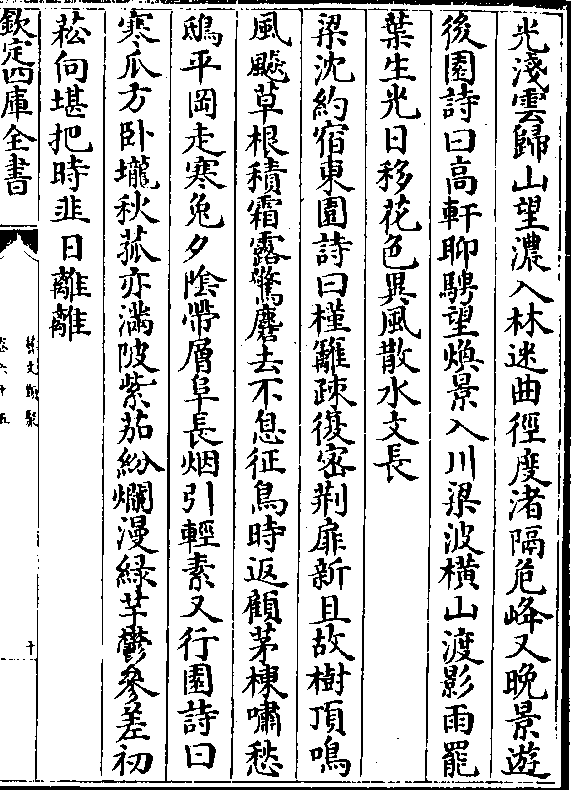 光淺雲歸山望濃入林迷曲徑度渚隔危峰又晚景遊
後園詩曰高軒聊騁望煥景入川梁波橫山渡影雨罷
葉生光日移花色異風散水文長
梁沈約宿東園詩曰槿籬疎復密荆扉新且故樹頂鳴
風飈草根積霜露驚麏去不息征鳥時返顧茅棟嘯愁
鴟平岡走寒兔夕隂帶層阜長烟引輕素又行園詩曰
寒瓜方卧壠秋菰亦滿陂紫茄紛爛漫緑芋鬱參差初
菘向堪把時韭日離離
欽定四庫全書
藝文類聚
卷六十五
十